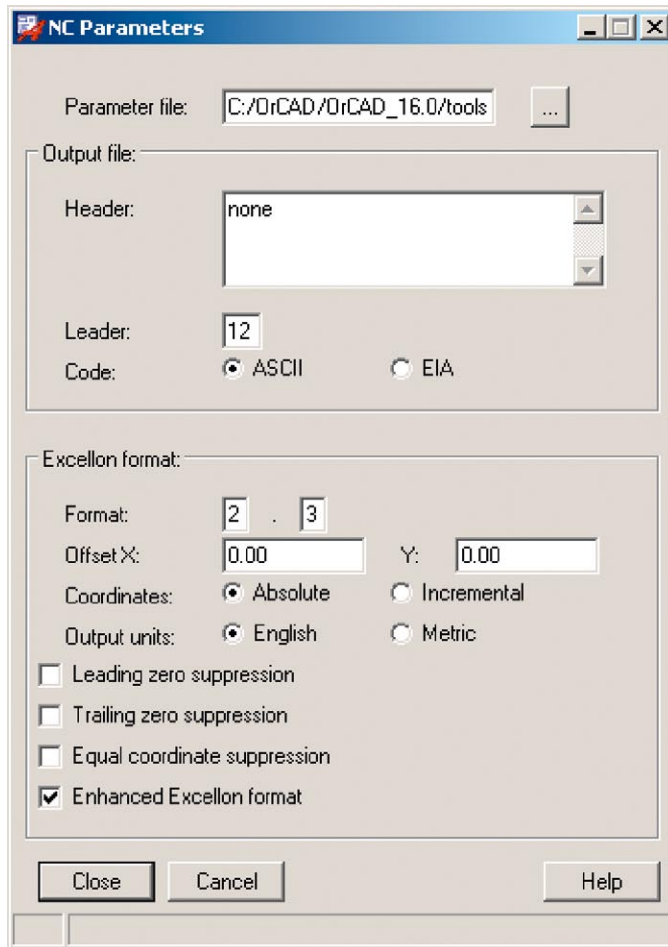 NC Parameters
Parameter file: C:/OrCAD/OrCAD_16.0/tools ...
Output file:
Header: none
Leader: 12
Code: ASCII EIA
Excellon format:
Format: 2 . 3
Offset X: 0.00 Y: 0.00
Coordinates: Absolute Incremental
Output units: English Metric
Leading zero suppression
Trailing zero suppression
Equal coordinate suppression
Enhanced Excellon format
Close Cancel Help